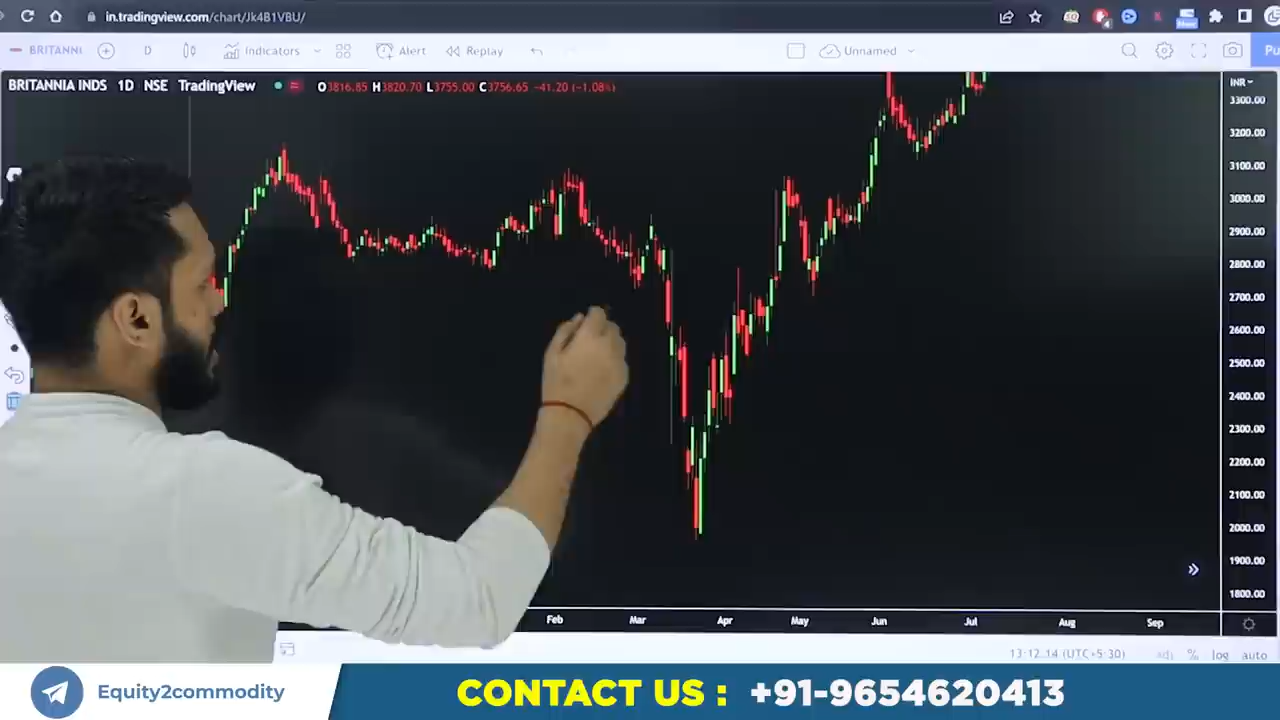 in.tradingview.com/chart/Jk4B1VBU/
BRITANNI D Indicators Alert Replay Unnamed Pu
BRITANNIA INDS 1D NSE TradingView O3816.85 H3820.70 L3755.00 C3756.65 -41.20 (-1.08%) INR
3300.00
3200.00
3100.00
3000.00
2900.00
2800.00
2700.00
2600.00
2500.00
2400.00
2300.00
2200.00
2100.00
2000.00
1900.00
1800.00
Feb Mar Apr May Jun Jul Aug Sep
13:12:14 (UTC+5:30) adj % log auto
Equity2commodity CONTACT US : +91-9654620413